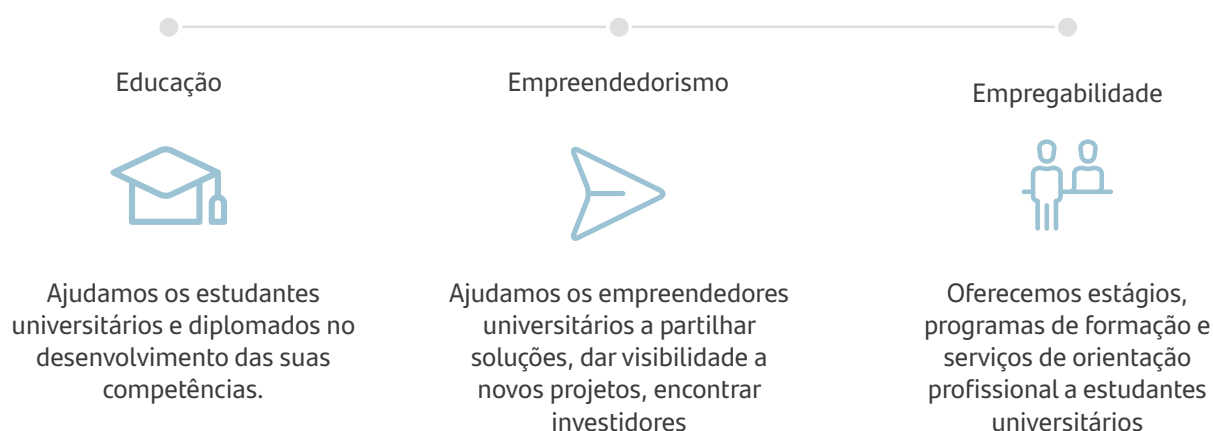 Educação
Ajudamos os estudantes
universitários e diplomados no
desenvolvimento das suas
competências.
Empreendedorismo
Ajudamos os empreendedores
universitários a partilhar
soluções, dar visibilidade a
novos projetos, encontrar
investidores
Empregabilidade
Oferecemos estágios,
programas de formação e
serviços de orientação
profissional a estudantes
universitários